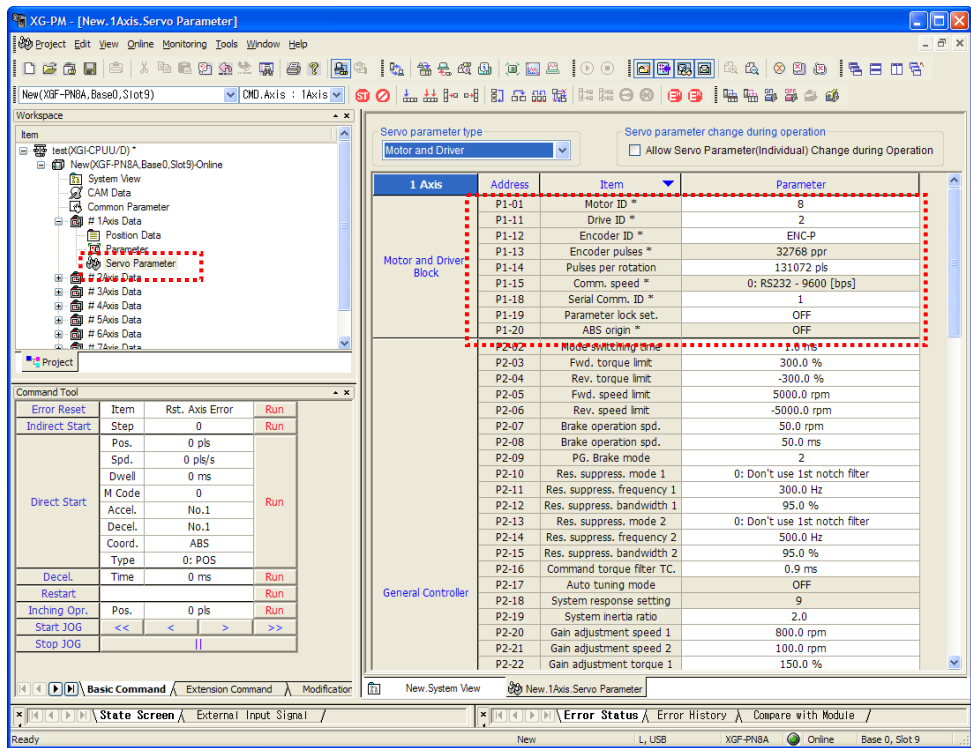 XG-PM - [New.1Axis.Servo Parameter]
Project Edit View Online Monitoring Tools Window Help
New(XGF-PN8A,Base0,Slot9) CMD.Axis : 1Axis
Workspace
Item
test(XGI-CPUU/D)*
New(XGF-PN8A,Base0,Slot9)-Online
System View
CAM Data
Common Parameter
# 1Axis Data
Position Data
Parameter
Servo Parameter
# 2Axis Data
# 3Axis Data
# 4Axis Data
# 5Axis Data
# 6Axis Data
# 7Axis Data
Project
Command Tool
Error Reset Item Rst. Axis Error Run
Indirect Start Step 0 Run
Direct Start
Pos. 0 pls
Spd. 0 pls/s
Dwell 0 ms
M Code 0
Run
Accel. No.1
Decel. No.1
Coord. ABS
Type 0: POS
Decel. Time 0 ms Run
Restart Run
Inching Opr. Pos. 0 pls Run
Start JOG << < > >>
Stop JOG ||
Basic Command Extension Command Modification
Servo parameter type
Motor and Driver
Servo parameter change during operation
Allow Servo Parameter(Individual) Change during Operation
1 Axis Address Item Parameter
Motor and Driver Block
P1-01 Motor ID * 8
P1-11 Drive ID * 2
P1-12 Encoder ID * ENC-P
P1-13 Encoder pulses * 32768 ppr
P1-14 Pulses per rotation 131072 pls
P1-15 Comm. speed * 0: RS232 - 9600 [bps]
P1-18 Serial Comm. ID * 1
P1-19 Parameter lock set. OFF
P1-20 ABS origin * OFF
General Controller
P2-02 Mode switching time 1.0 ms
P2-03 Fwd. torque limit 300.0 %
P2-04 Rev. torque limit -300.0 %
P2-05 Fwd. speed limit 5000.0 rpm
P2-06 Rev. speed limit -5000.0 rpm
P2-07 Brake operation spd. 50.0 rpm
P2-08 Brake operation spd. 50.0 ms
P2-09 PG. Brake mode 2
P2-10 Res. suppress. mode 1 0: Don't use 1st notch filter
P2-11 Res. suppress. frequency 1 300.0 Hz
P2-12 Res. suppress. bandwidth 1 95.0 %
P2-13 Res. suppress. mode 2 0: Don't use 1st notch filter
P2-14 Res. suppress. frequency 2 500.0 Hz
P2-15 Res. suppress. bandwidth 2 95.0 %
P2-16 Command torque filter TC. 0.9 ms
P2-17 Auto tuning mode OFF
P2-18 System response setting 9
P2-19 System inertia ratio 2.0
P2-20 Gain adjustment speed 1 800.0 rpm
P2-21 Gain adjustment speed 2 100.0 rpm
P2-22 Gain adjustment torque 1 150.0 %
New.System View New.1Axis.Servo Parameter
State Screen External Input Signal
Error Status Error History Compare with Module
Ready New L, USB XGF-PN8A Online Base 0, Slot 9